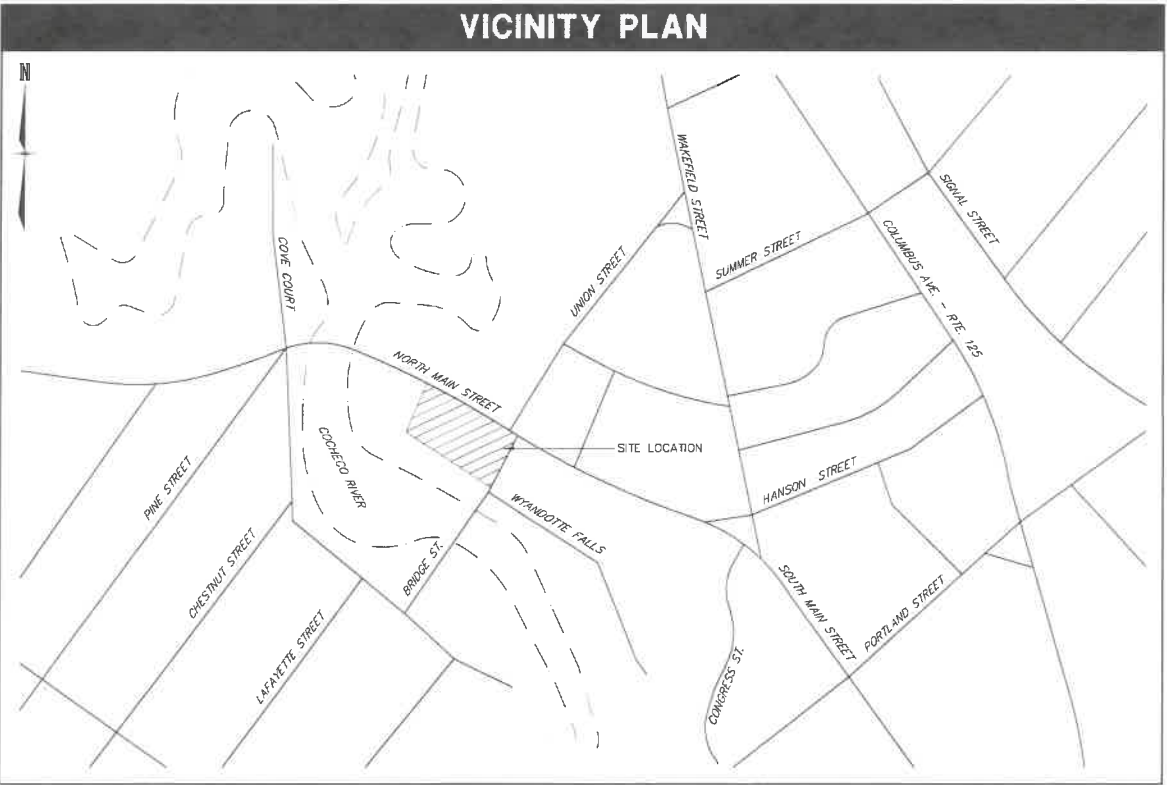 VICINITY PLAN
N
WAKEFIELD STREET
SIGNAL STREET
COVE COURT
UNION STREET
SUMMER STREET
COLUMBUS AVE. - RTE. 125
NORTH MAIN STREET
SITE LOCATION
COCHECO RIVER
PINE STREET
HANSON STREET
WYANDOTTE FALLS
BRIDGE ST.
CHESTNUT STREET
SOUTH MAIN STREET
PORTLAND STREET
LAFAYETTE STREET
CONGRESS ST.